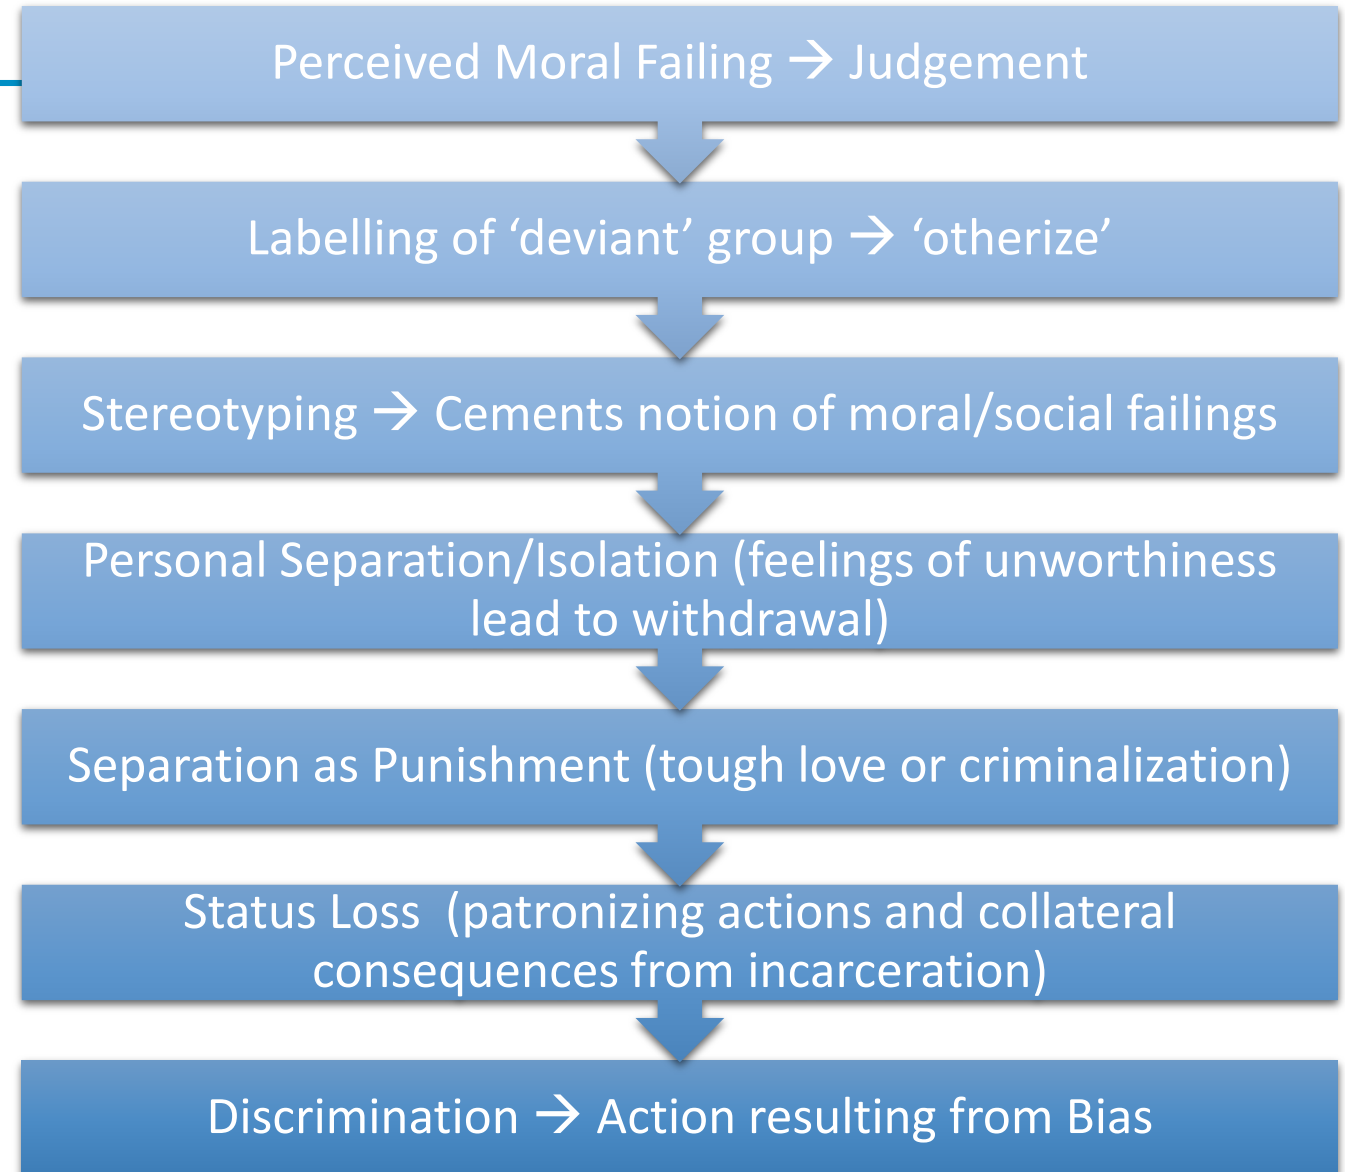 Perceived Moral Failing → Judgement
Labelling of ‘deviant’ group → ‘otherize’
Stereotyping → Cements notion of moral/social failings
Personal Separation/Isolation (feelings of unworthiness
lead to withdrawal)
Separation as Punishment (tough love or criminalization)
Status Loss  (patronizing actions and collateral
consequences from incarceration)
Discrimination → Action resulting from Bias